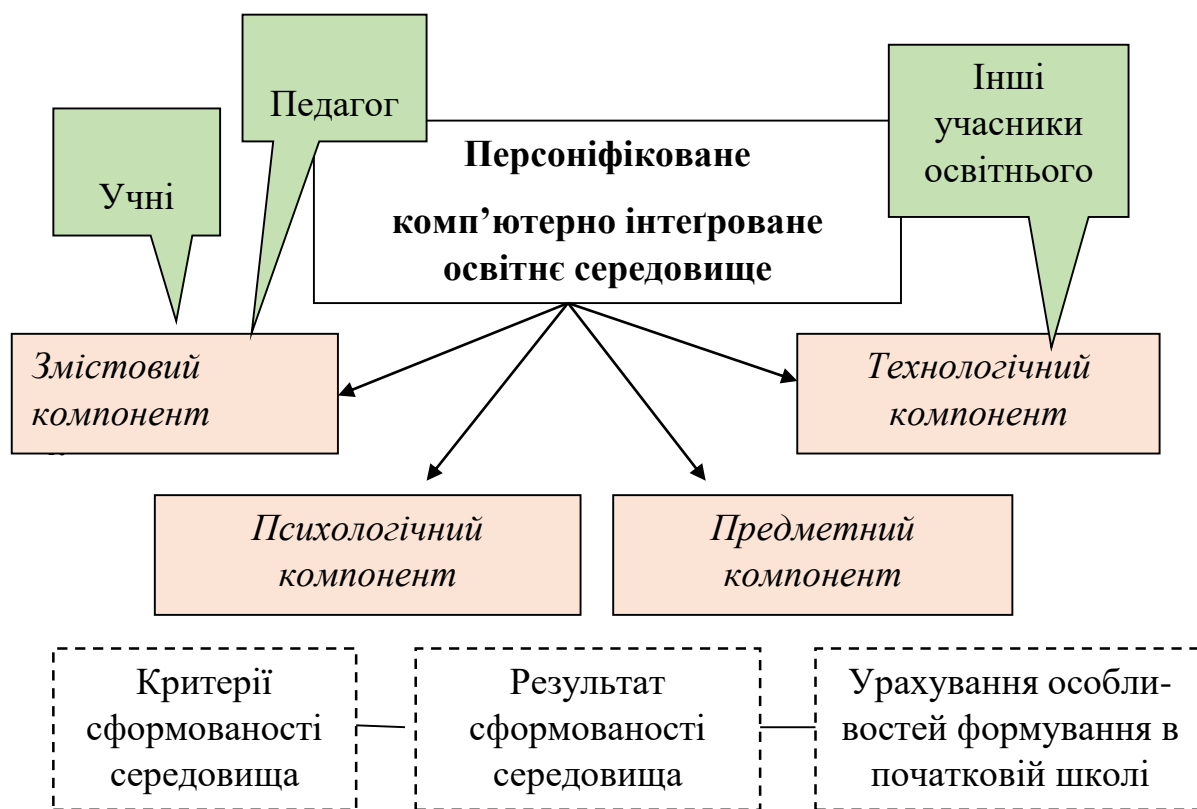 Учні
Педагог
Інші
учасники
освітнього
Персоніфіковане
комп’ютерно інтеґроване
освітнє середовище
Змістовий
компонент
Технологічний
компонент
Психологічний
компонент
Предметний
компонент
Критерії
сформованості
середовища
Результат
сформованості
середовища
Урахування особли-
востей формування в
початковій школі